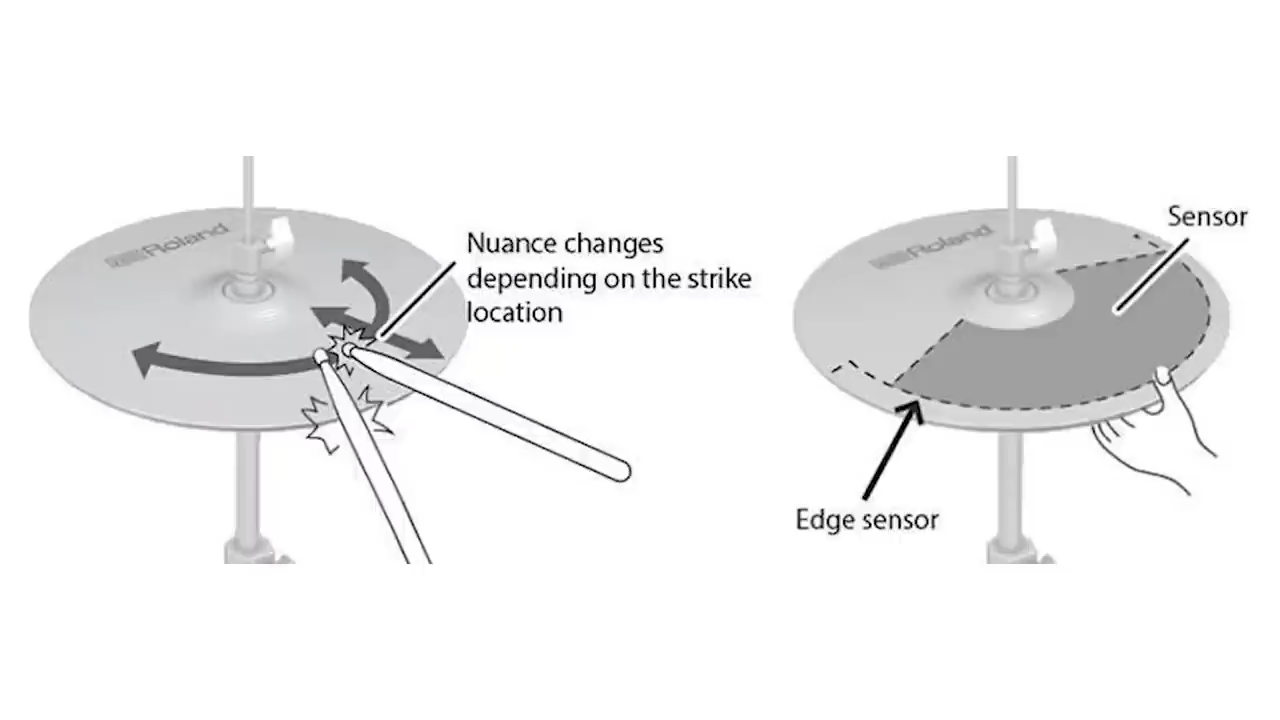 Roland
Nuance changes
depending on the strike
location
Roland
Sensor
Edge sensor